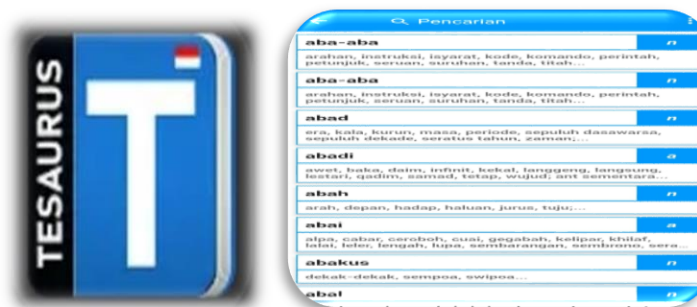 TESAURUS
T
Pencarian
aba-aba n
arahan, instruksi, isyarat, kode, komando, perintah,
petunjuk, seruan, suruhan, tanda, titah...
aba-aba n
arahan, instruksi, isyarat, kode, komando, perintah,
petunjuk, seruan, suruhan, tanda, titah...
abad n
era, kala, kurun, masa, periode, sepuluh dasawarsa,
sepuluh dekade, seratus tahun, zaman;...
abadi a
awet, baka, daim, infinit, kekal, langgeng, langsung,
lestari, qadim, samad, tetap, wujud; ant sementara...
abah n
arah, depan, hadap, haluan, jurus, tuju;...
abai a
alpa, cabar, ceroboh, cuai, gegabah, kelipar, khilaf,
lalai, leler, lengah, lupa, sembarangan, sembrono, sera...
abakus n
dekak-dekak, sempoa, swipoa...
abal n